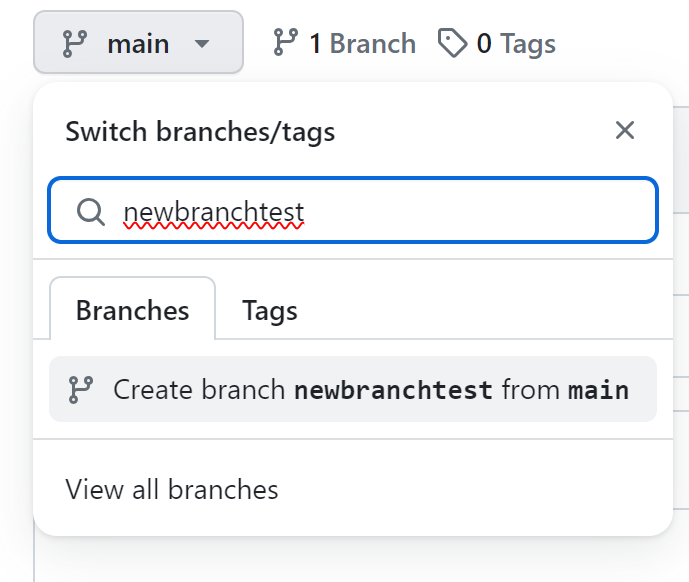 main 1 Branch 0 Tags
Switch branches/tags
newbranchtest
Branches Tags
Create branch newbranchtest from main
View all branches